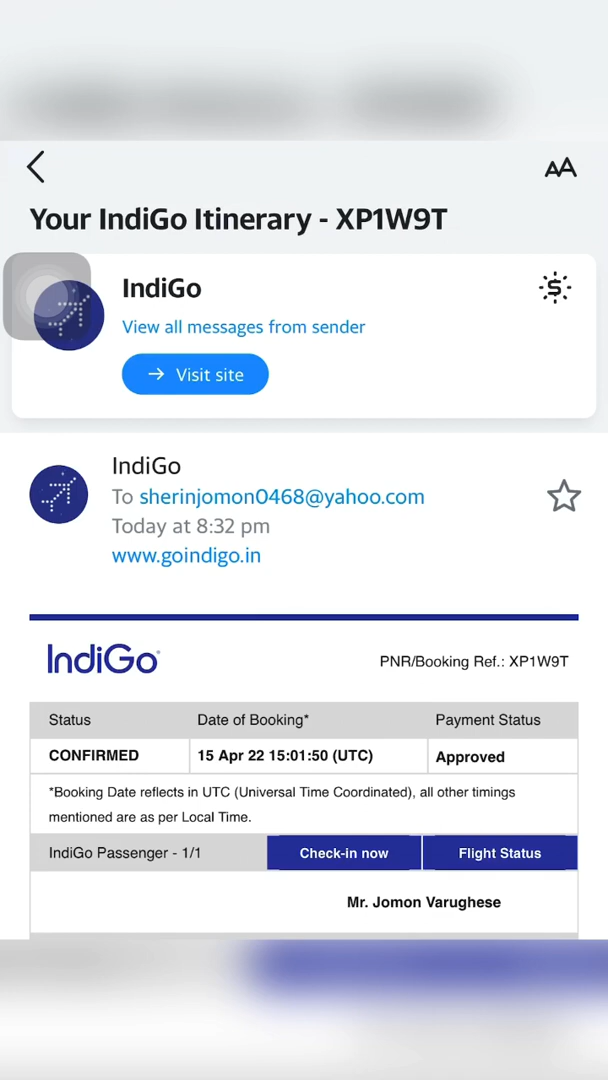 AA
Your IndiGo Itinerary - XP1W9T
IndiGo
View all messages from sender
→ Visit site
IndiGo
To sherinjomon0468@yahoo.com
Today at 8:32 pm
www.goindigo.in
IndiGo
PNR/Booking Ref.: XP1W9T
Status Date of Booking* Payment Status
CONFIRMED 15 Apr 22 15:01:50 (UTC) Approved
*Booking Date reflects in UTC (Universal Time Coordinated), all other timings
mentioned are as per Local Time.
IndiGo Passenger - 1/1 Check-in now Flight Status
Mr. Jomon Varughese